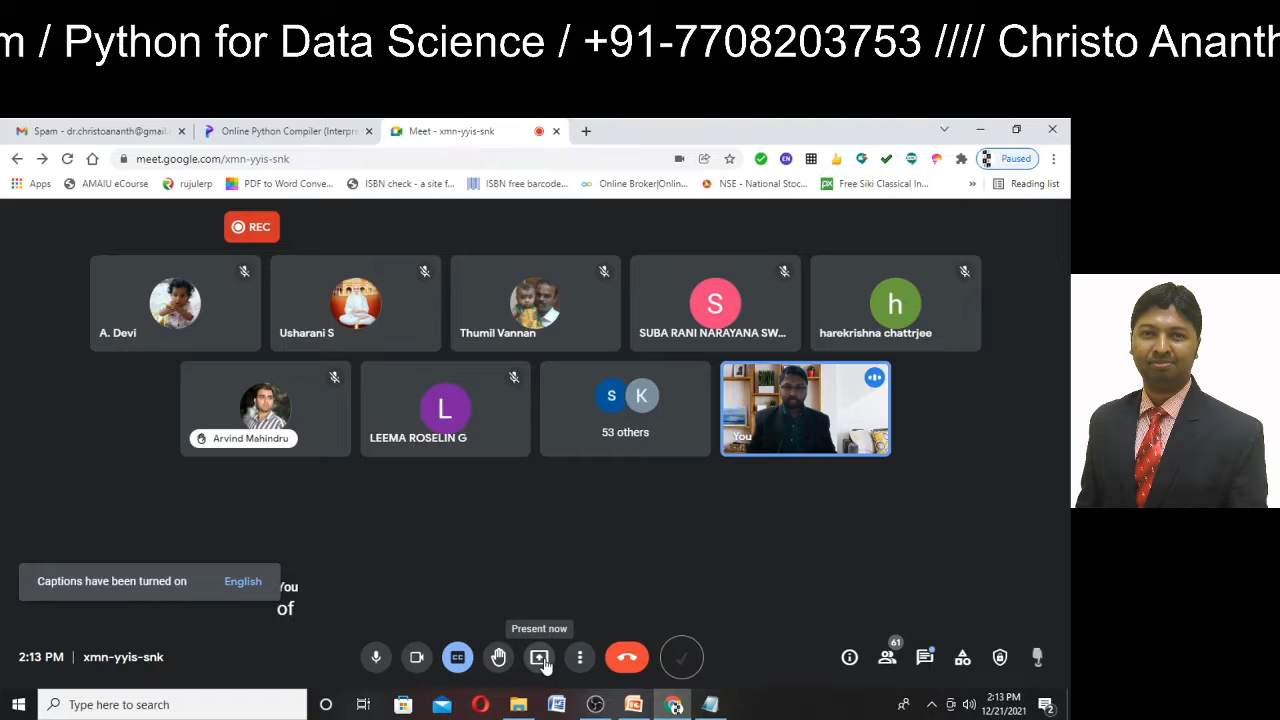 m / Python for Data Science / +91-7708203753 //// Christo Ananth
Spam - dr.christoananth@gmail.
Online Python Compiler (Interpre
Meet - xmn-yyis-snk
meet.google.com/xmn-yyis-snk
EN
Paused
Apps
AMAIU eCourse
rujulerp
PDF to Word Conve...
ISBN check - a site f...
ISBN free barcode...
Online Broker|Onlin...
NSE - National Stoc...
px
Free Siki Classical In...
»
Reading list
REC
A. Devi
Usharani S
Thumil Vannan
S
SUBA RANI NARAYANA SW...
h
harekrishna chattrjee
Arvind Mahindru
L
LEEMA ROSELIN G
S
K
53 others
You
Captions have been turned on
English
You
of
Present now
2:13 PM | xmn-yyis-snk
CC
61
Type here to search
2:13 PM
12/21/2021
2